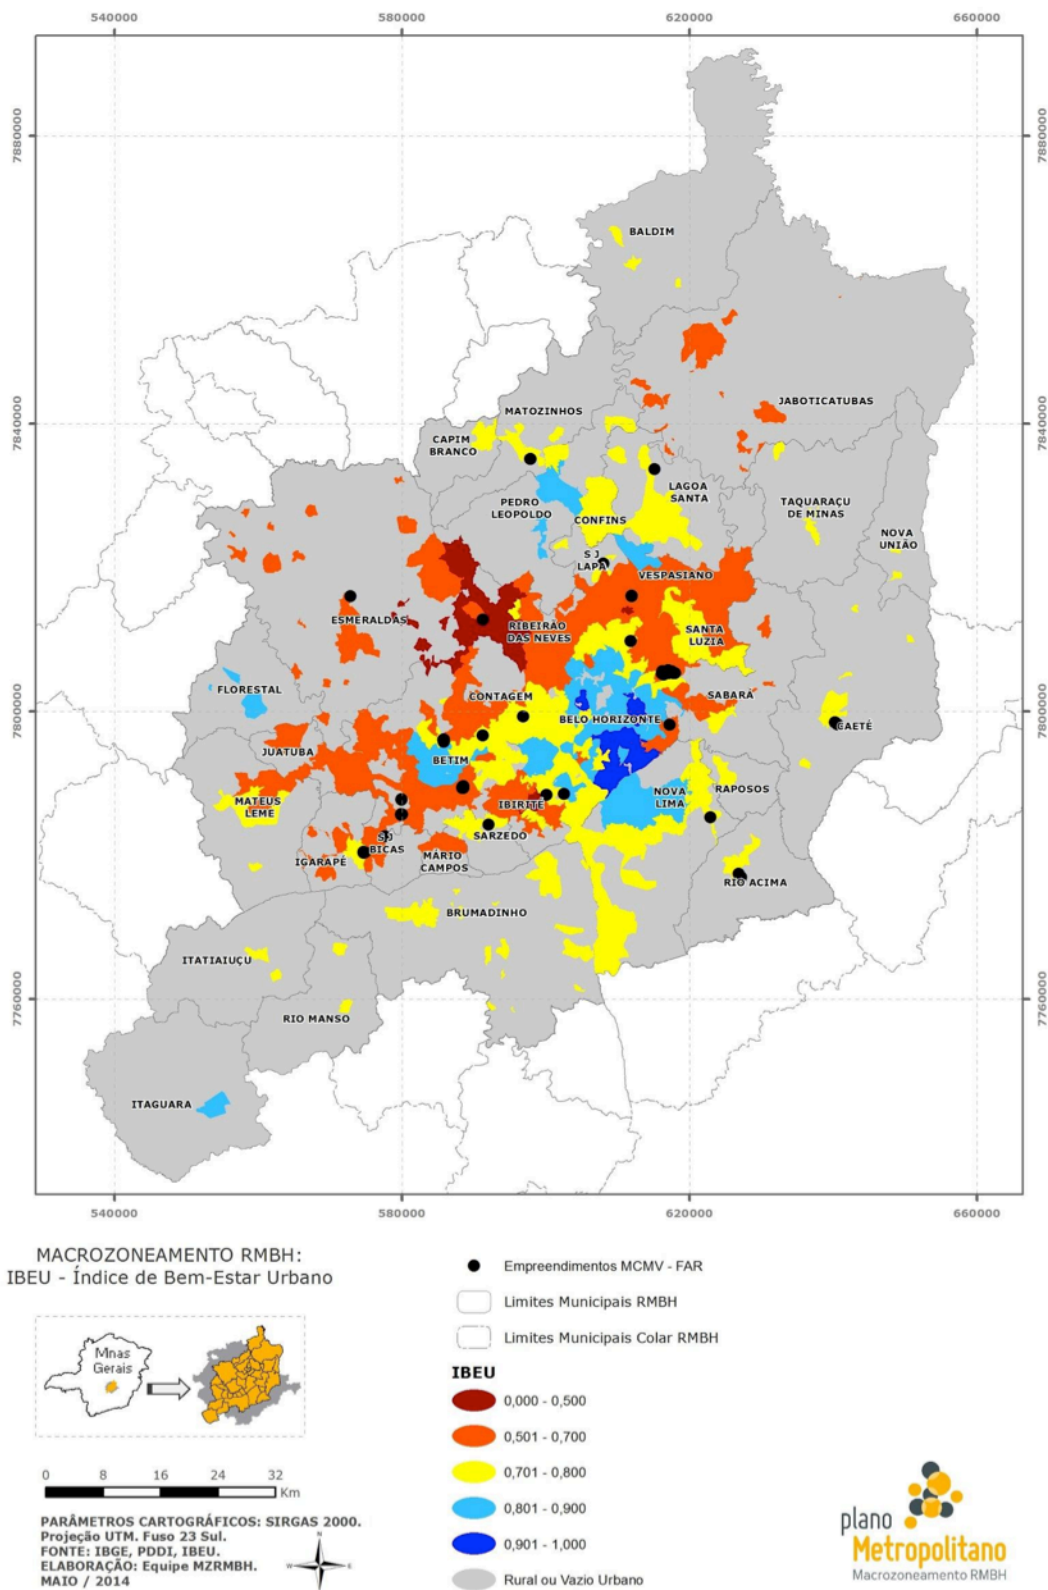 540000
580000
620000
660000
7880000
7880000
BALDIM
JABOTICATUBAS
MATOZINHOS
7840000
7840000
CAPIM
BRANCO
LAGOA
SANTA
PEDRO
LEOPOLDO
TAQUARAÇU
DE MINAS
CONFINS
NOVA
UNIÃO
S J
LAPA
VESPASIANO
ESMERALDAS
RIBEIRÃO
DAS NEVES
SANTA
LUZIA
FLORESTAL
CONTAGEM
SABARÁ
7800000
7800000
BELO HORIZONTE
CAETÉ
JUATUBA
BETIM
MATEUS
LEME
IBIRITE
NOVA
LIMA
RAPOSOS
SARZEDO
S J
BICAS
IGARAPÉ
MÁRIO
CAMPOS
RIO ACIMA
BRUMADINHO
ITATIAIUÇU
7760000
7760000
RIO MANSO
ITAGUARA
540000
580000
620000
660000
MACROZONEAMENTO RMBH:
IBEU - Índice de Bem-Estar Urbano
Minas
Gerais
0 8 16 24 32
Km
PARÂMETROS CARTOGRÁFICOS: SIRGAS 2000.
Projeção UTM. Fuso 23 Sul.
FONTE: IBGE, PDDI, IBEU.
ELABORAÇÃO: Equipe MZRMBH.
MAIO / 2014
N
W
E
S
Empreendimentos MCMV - FAR
Limites Municipais RMBH
Limites Municipais Colar RMBH
IBEU
0,000 - 0,500
0,501 - 0,700
0,701 - 0,800
0,801 - 0,900
0,901 - 1,000
Rural ou Vazio Urbano
plano
Metropolitano
Macrozoneamento RMBH